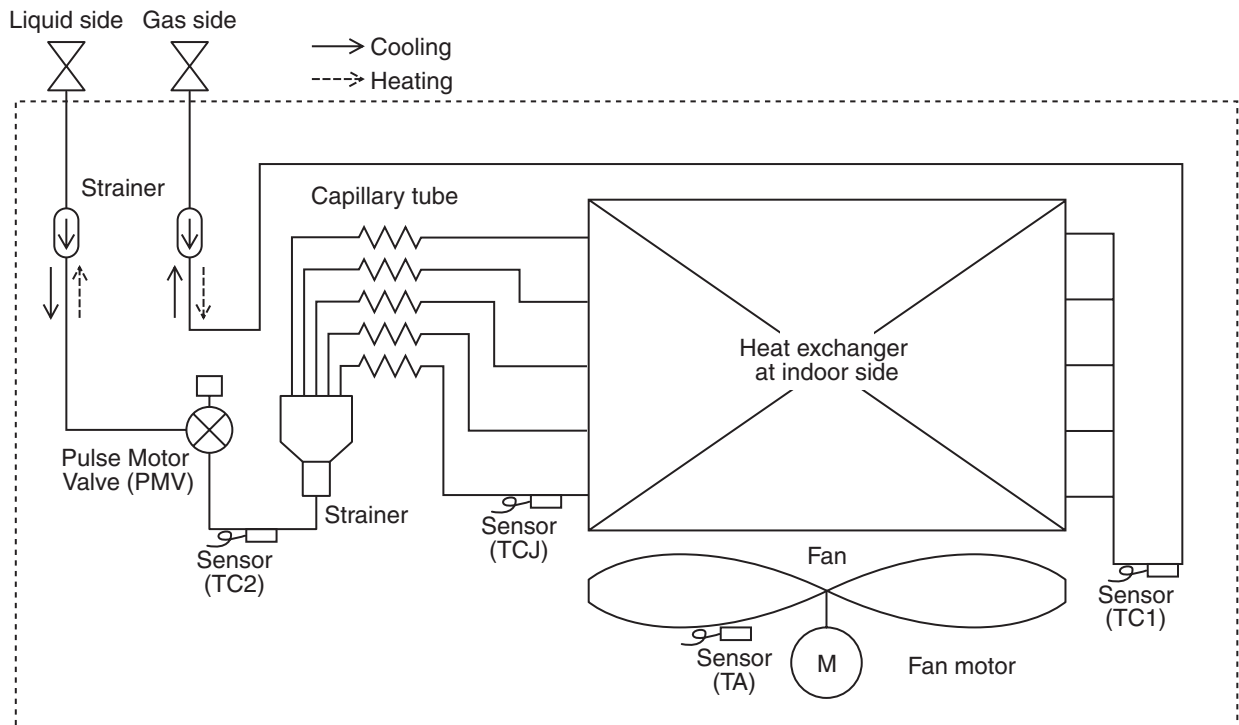 Liquid side
Gas side
Cooling
Heating
Strainer
Capillary tube
Heat exchanger
at indoor side
Pulse Motor
Valve (PMV)
Strainer
Sensor
(TCJ)
Sensor
(TC2)
Fan
Sensor
(TC1)
Sensor
(TA)
M
Fan motor